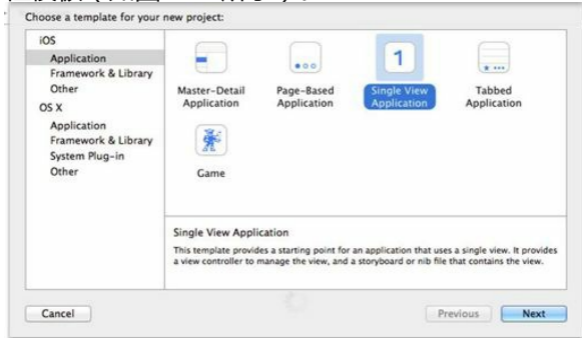 Choose a template for your new project:
iOS
Application
Framework & Library
Other
OS X
Application
Framework & Library
System Plug-in
Other
Master-Detail
Application
Page-Based
Application
1
Single View
Application
Tabbed
Application
Game
Single View Application
This template provides a starting point for an application that uses a single view. It provides
a view controller to manage the view, and a storyboard or nib file that contains the view.
Cancel
Previous
Next